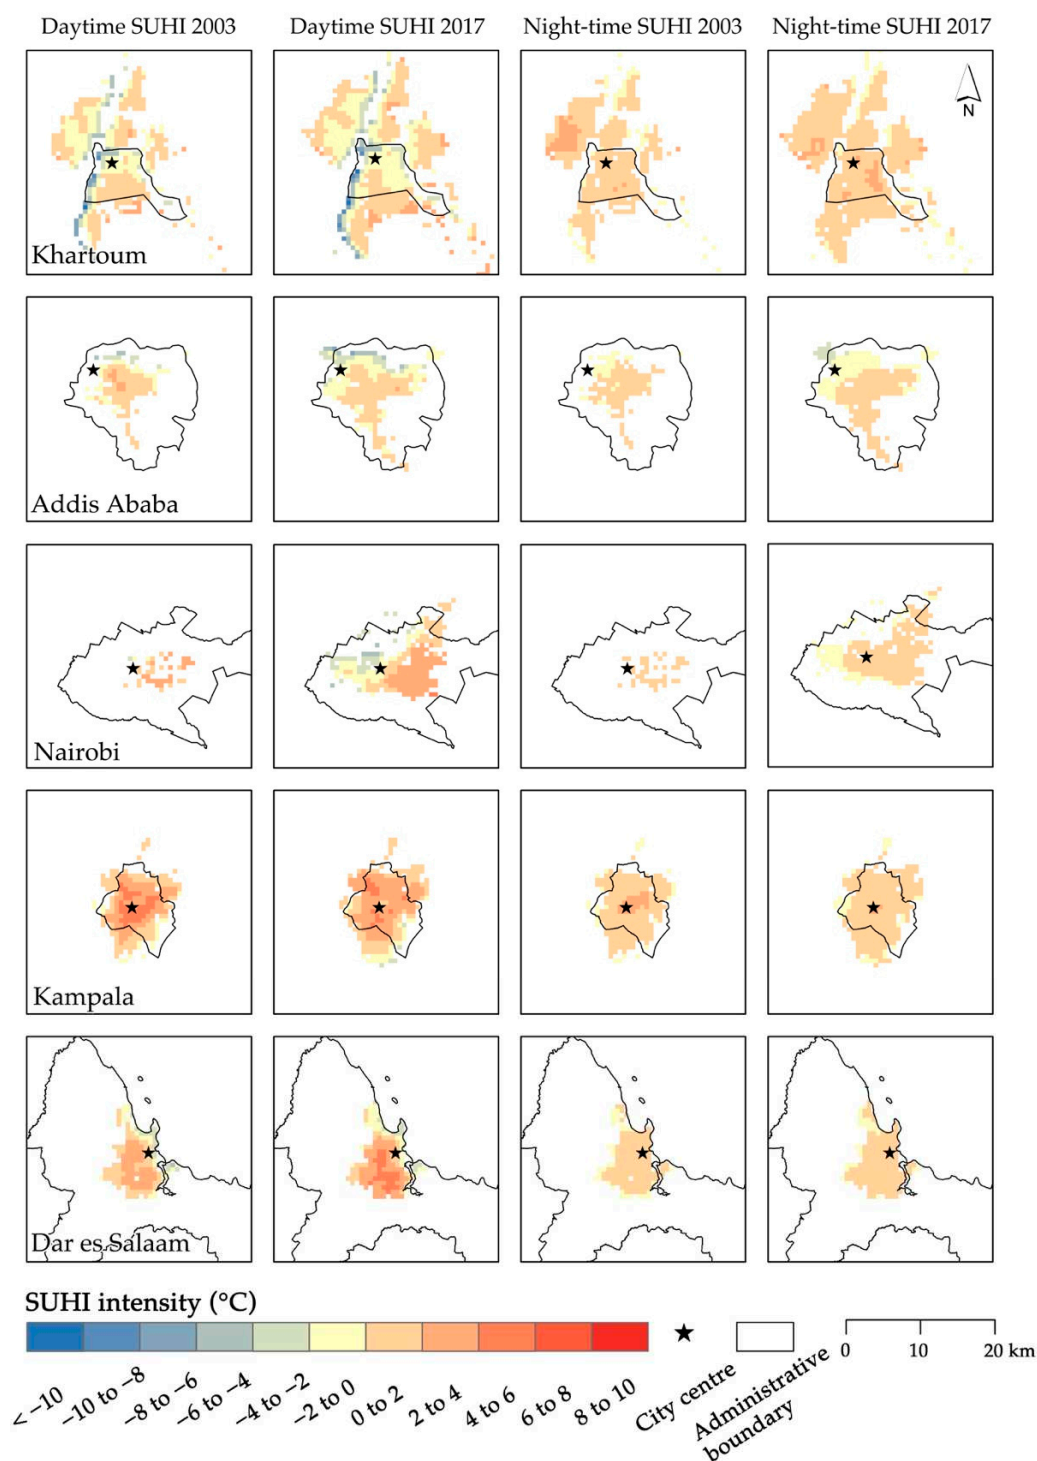 Daytime SUHI 2003 Daytime SUHI 2017 Night-time SUHI 2003 Night-time SUHI 2017
N
Khartoum
Addis Ababa
Nairobi
Kampala
Dar es Salaam
SUHI intensity (°C)
< −10 −10 to −8 −8 to −6 −6 to −4 −4 to −2 −2 to 0 0 to 2 2 to 4 4 to 6 6 to 8 8 to 10 City centre Administrative boundary 0 10 20 km